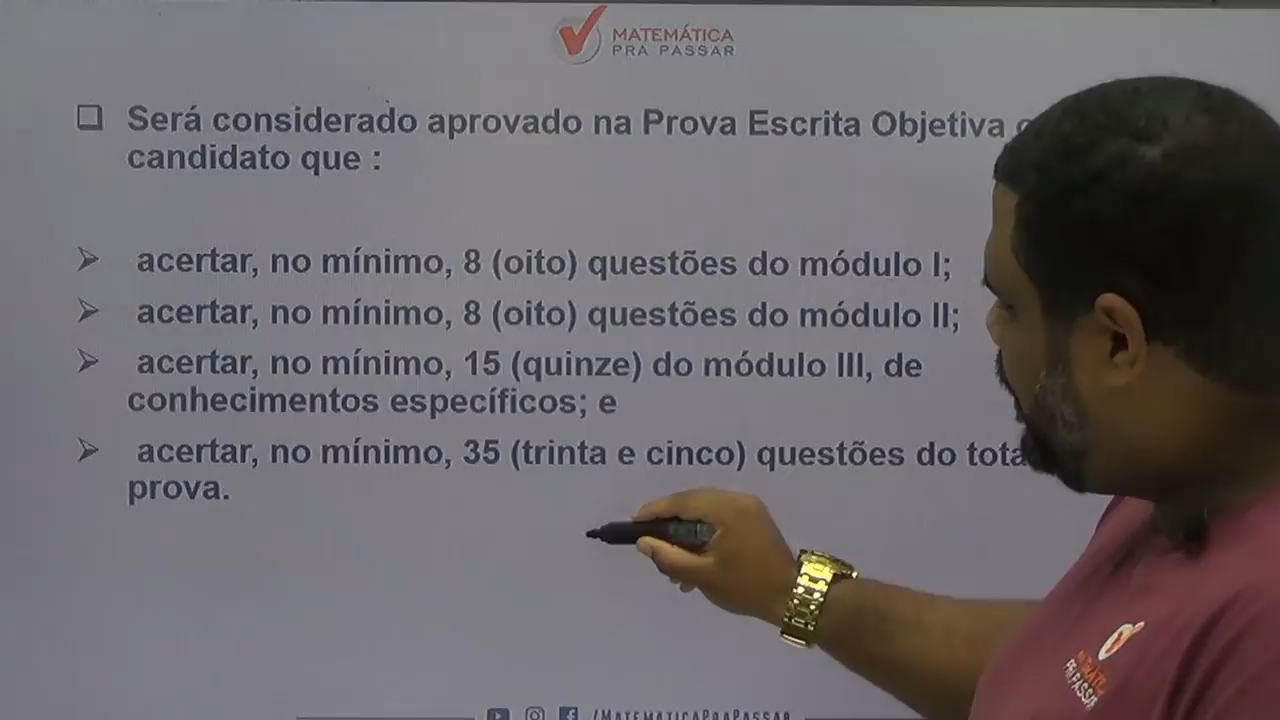 MATEMÁTICA
PRA PASSAR
Será considerado aprovado na Prova Escrita Objetiva
candidato que :
acertar, no mínimo, 8 (oito) questões do módulo I;
acertar, no mínimo, 8 (oito) questões do módulo II;
acertar, no mínimo, 15 (quinze) do módulo III, de
conhecimentos específicos; e
acertar, no mínimo, 35 (trinta e cinco) questões do
prova.
/MATEMATICAPRAPASSAR
PRA PASSAR